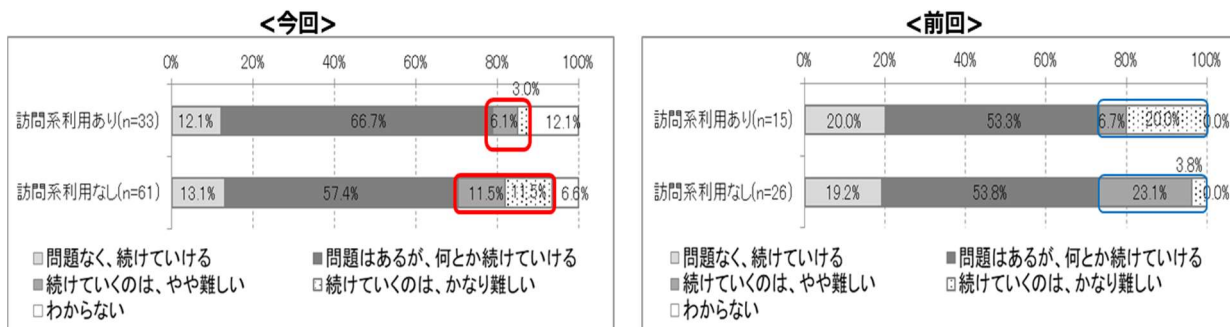 <今回>
0% 20% 40% 60% 80% 100%
3.0%
訪問系利用あり(n=33) 12.1% 66.7% 6.1% 12.1%
訪問系利用なし(n=61) 13.1% 57.4% 11.5% 11.5% 6.6%
問題なく、続けていける 問題はあるが、何とか続けていける
続けていくのは、やや難しい 続けていくのは、かなり難しい
わからない
<前回>
0% 20% 40% 60% 80% 100%
訪問系利用あり(n=15) 20.0% 53.3% 6.7% 20.0% 0.0%
3.8%
訪問系利用なし(n=26) 19.2% 53.8% 23.1% 0.0%
問題なく、続けていける 問題はあるが、何とか続けていける
続けていくのは、やや難しい 続けていくのは、かなり難しい
わからない